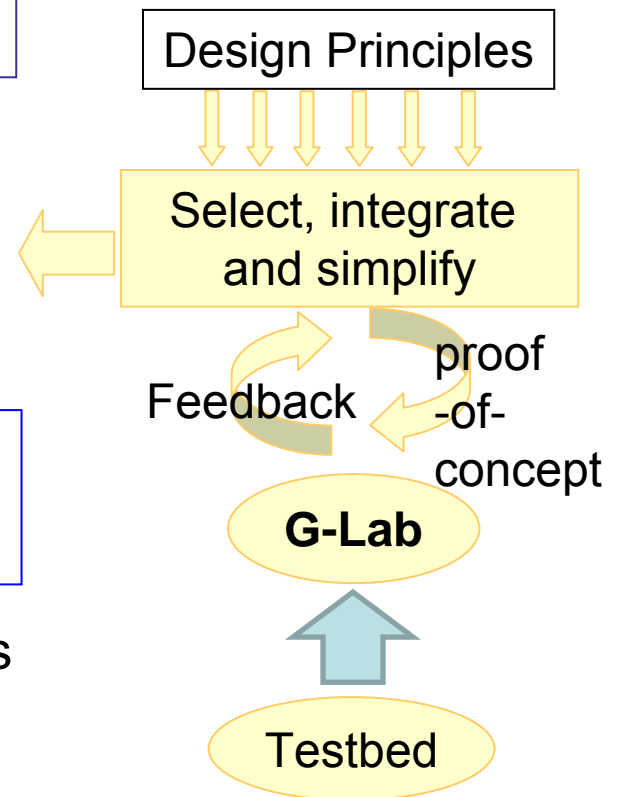 Design Principles
Select, integrate
and simplify
Feedback
proof
-of-
concept
G-Lab
s
Testbed